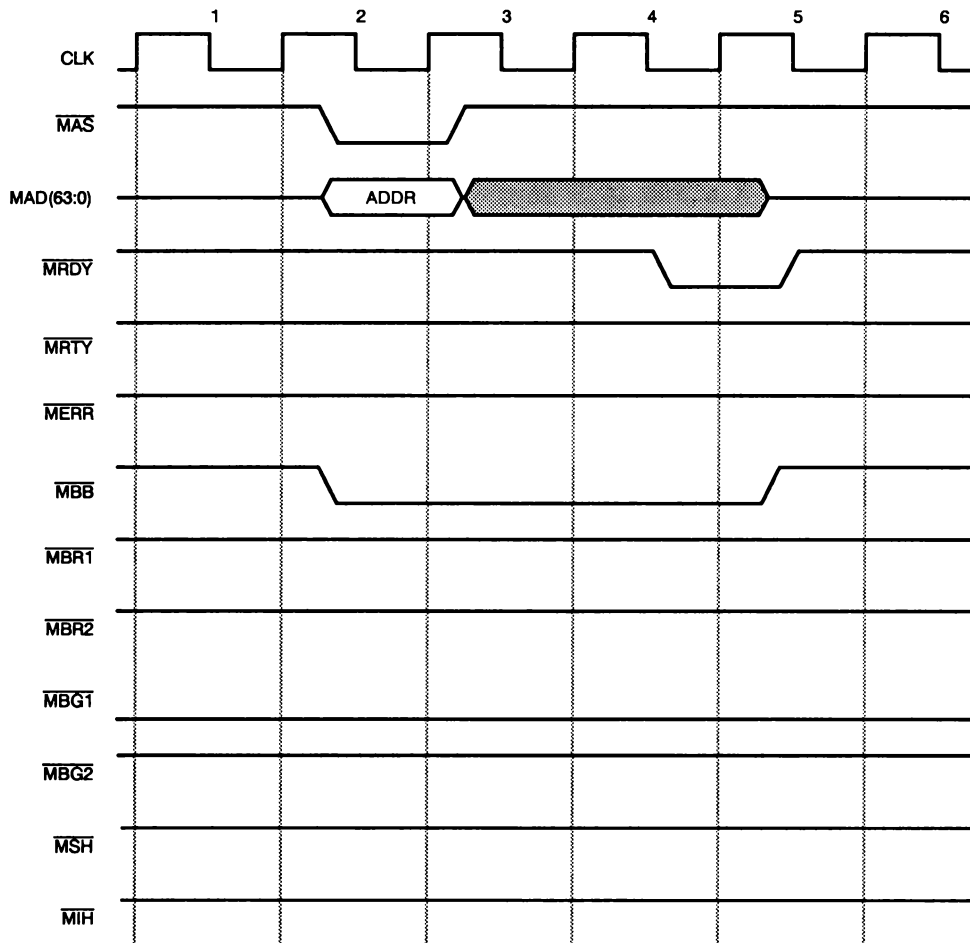 1 2 3 4 5 6
CLK
MAS
MAD(63:0)
ADDR
MRDY
MRTY
MERR
MBB
MBR1
MBR2
MBG1
MBG2
MSH
MIH